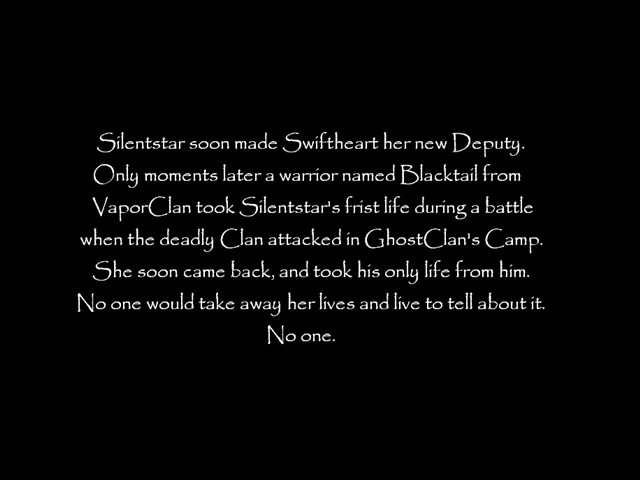 Silentstar soon made Swiftheart her new Deputy.
Only moments later a warrior named Blacktail from
VaporClan took Silentstar's frist life during a battle
when the deadly Clan attacked in GhostClan's Camp.
She soon came back, and took his only life from him.
No one would take away her lives and live to tell about it.
No one.